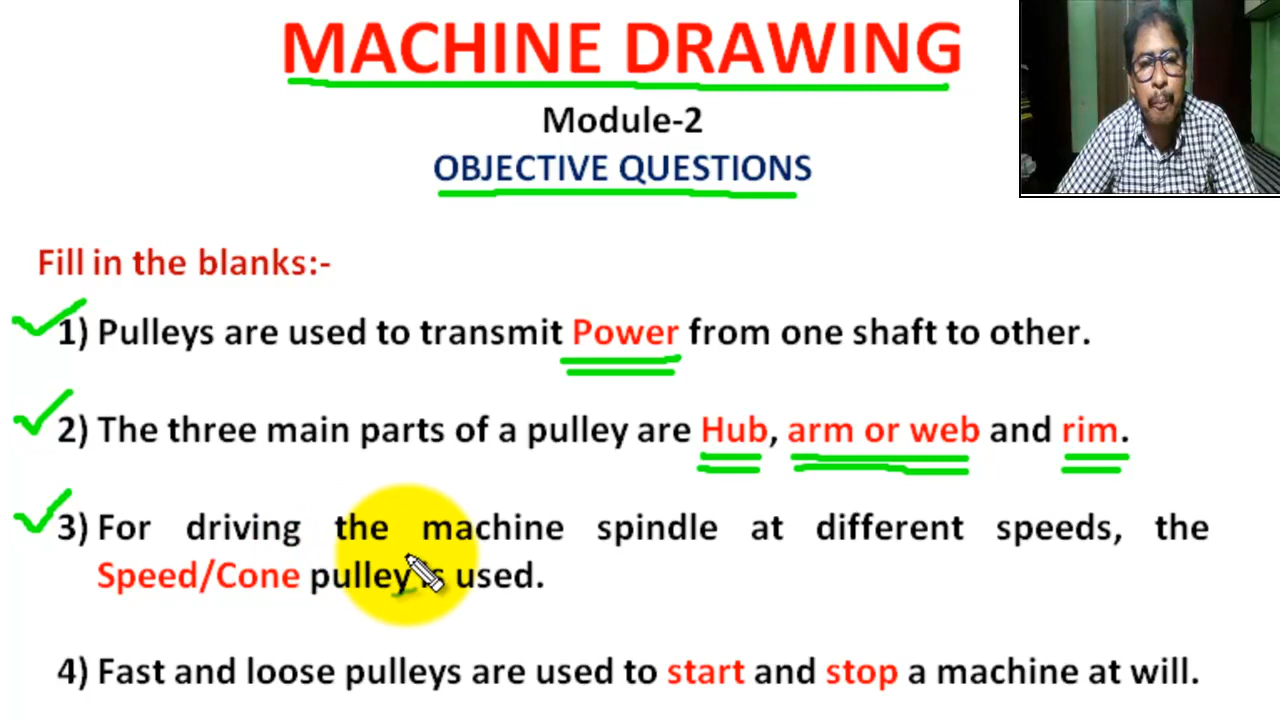 MACHINE DRAWING
Module-2
OBJECTIVE QUESTIONS
Fill in the blanks:-
1) Pulleys are used to transmit Power from one shaft to other.
2) The three main parts of a pulley are Hub, arm or web and rim.
3) For driving the machine spindle at different speeds, the
Speed/Cone pulley is used.
4) Fast and loose pulleys are used to start and stop a machine at will.